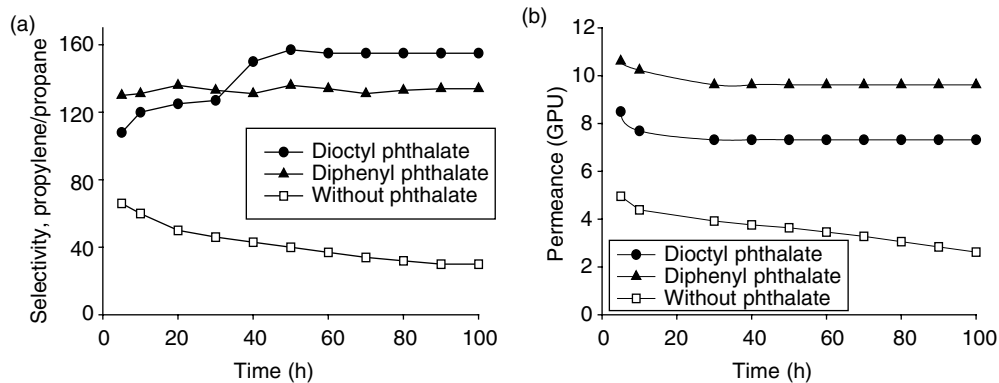 (a)
Selectivity, propylene/propane
160
120
80
40
0
Dioctyl phthalate
Diphenyl phthalate
Without phthalate
0 20 40 60 80 100
Time (h)
(b)
Permeance (GPU)
12
10
8
6
4
2
0
Dioctyl phthalate
Diphenyl phthalate
Without phthalate
0 20 40 60 80 100
Time (h)